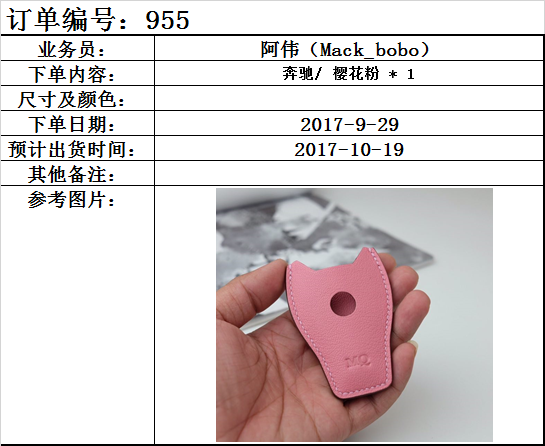 订单编号：955
业务员： 阿伟（Mack_bobo）
下单内容： 奔驰/ 樱花粉 * 1
尺寸及颜色：
下单日期： 2017-9-29
预计出货时间： 2017-10-19
其他备注：
参考图片：
MQ